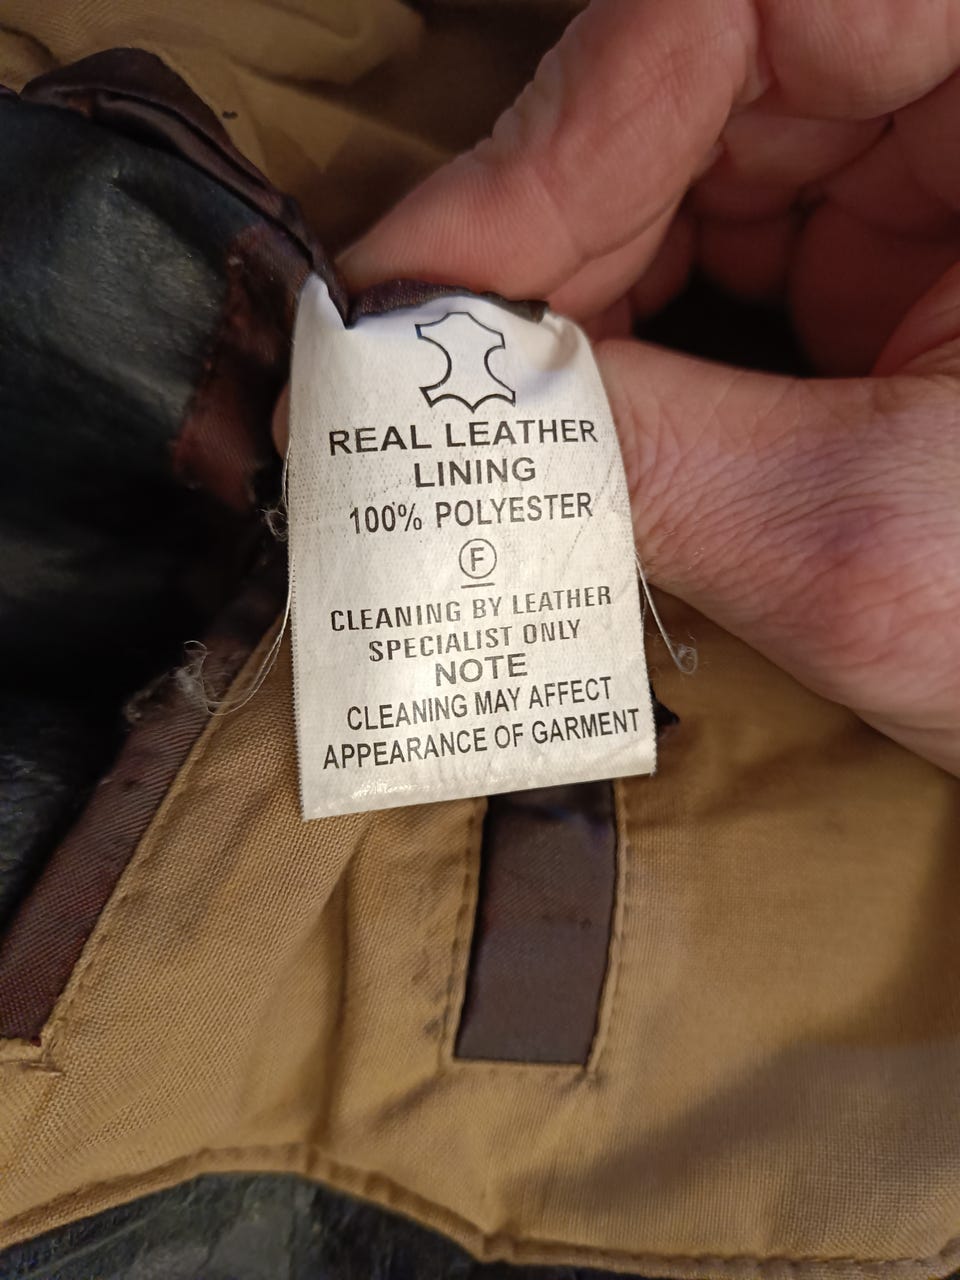 REAL LEATHER
LINING
100% POLYESTER
F
CLEANING BY LEATHER
SPECIALIST ONLY
NOTE
CLEANING MAY AFFECT
APPEARANCE OF GARMENT